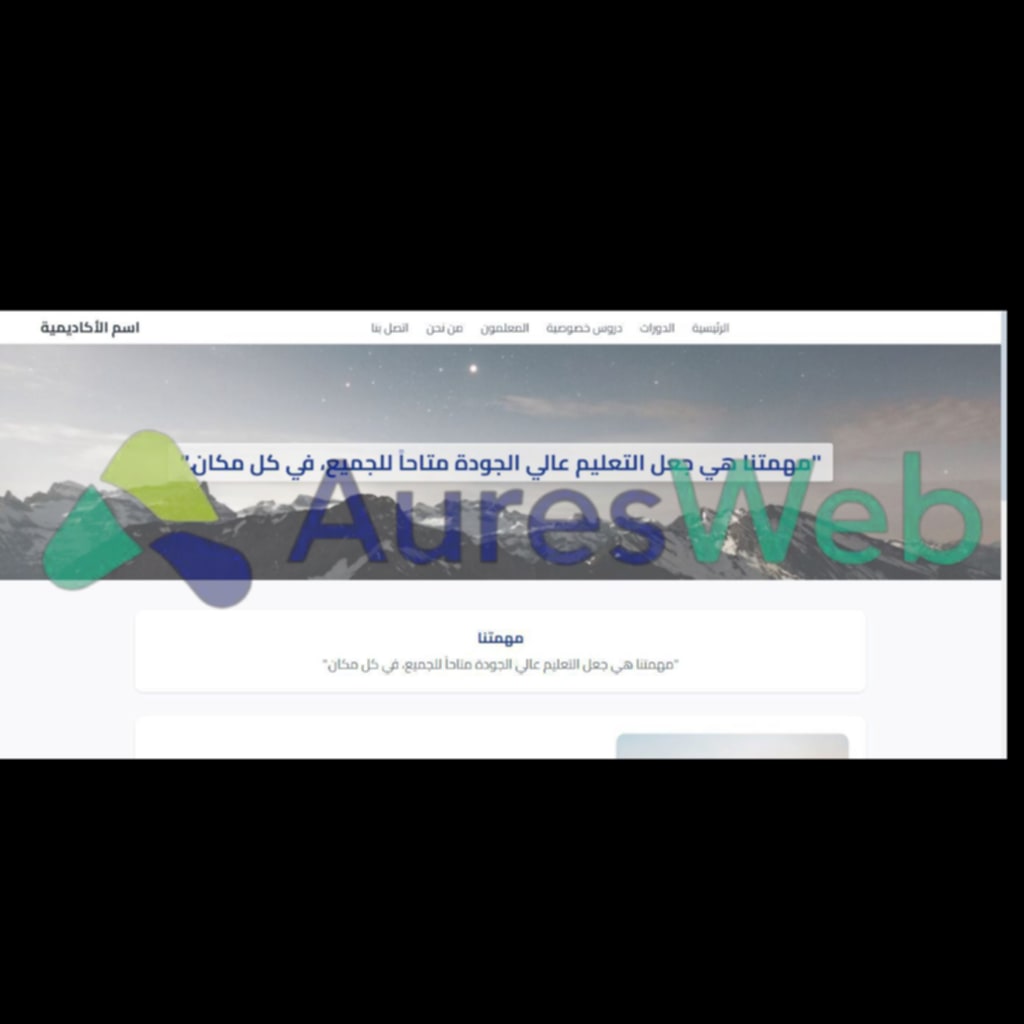 اسم الأكاديمية
الرئيسية الدورات دروس خصوصية المعلمون من نحن اتصل بنا
"مهمتنا هي جعل التعليم عالي الجودة متاحاً للجميع، في كل مكان."
AuresWeb
مهمتنا
"مهمتنا هي جعل التعليم عالي الجودة متاحاً للجميع، في كل مكان."